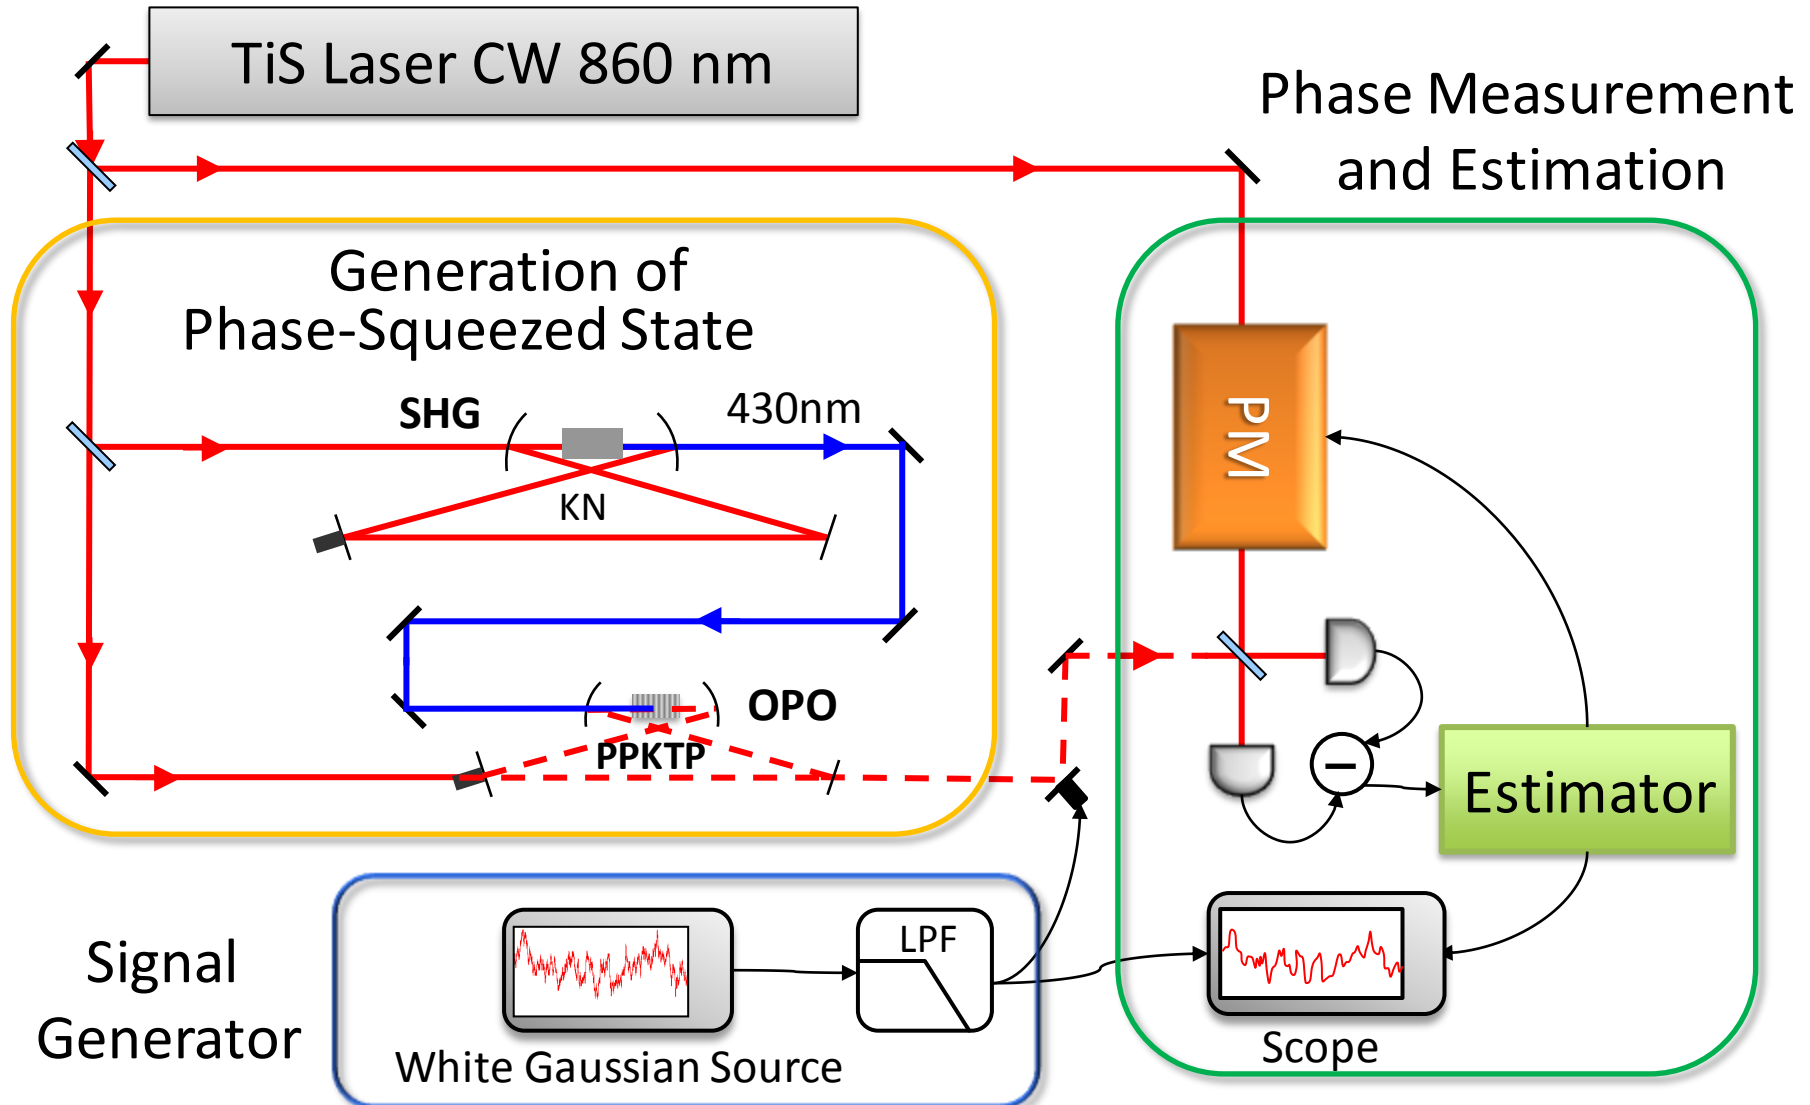 TiS Laser CW 860 nm
Phase Measurement
and Estimation
Generation of
Phase-Squeezed State
SHG
430nm
KN
PM
OPO
PPKTP
Estimator
Signal
Generator
LPF
White Gaussian Source
Scope